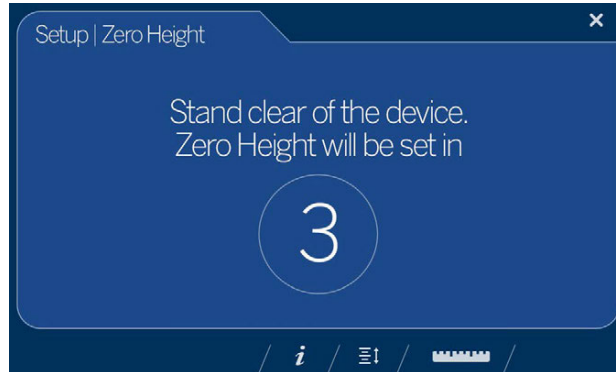 Setup | Zero Height
Stand clear of the device.
Zero Height will be set in
3
i